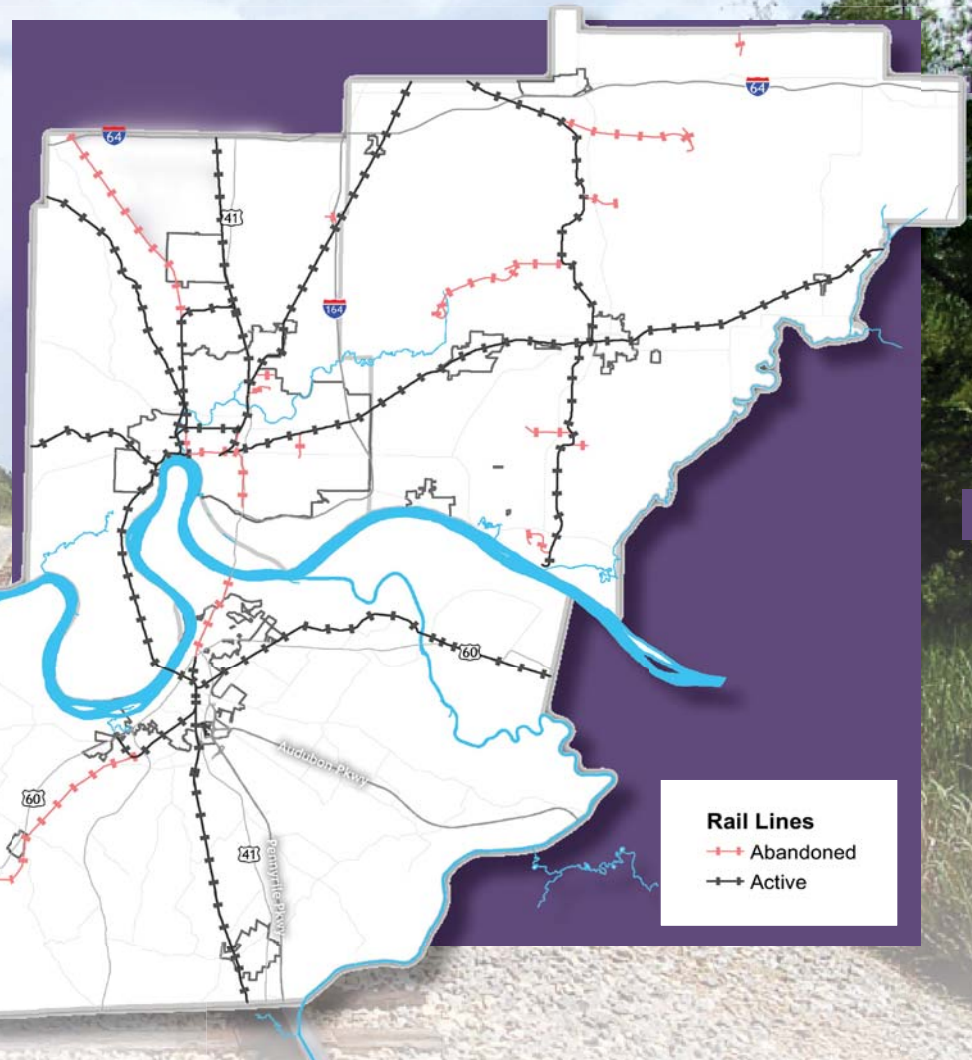 64
64
41
164
60
Audubon Pkwy
60
41
Pennyrile Pkwy
Rail Lines
Abandoned
Active